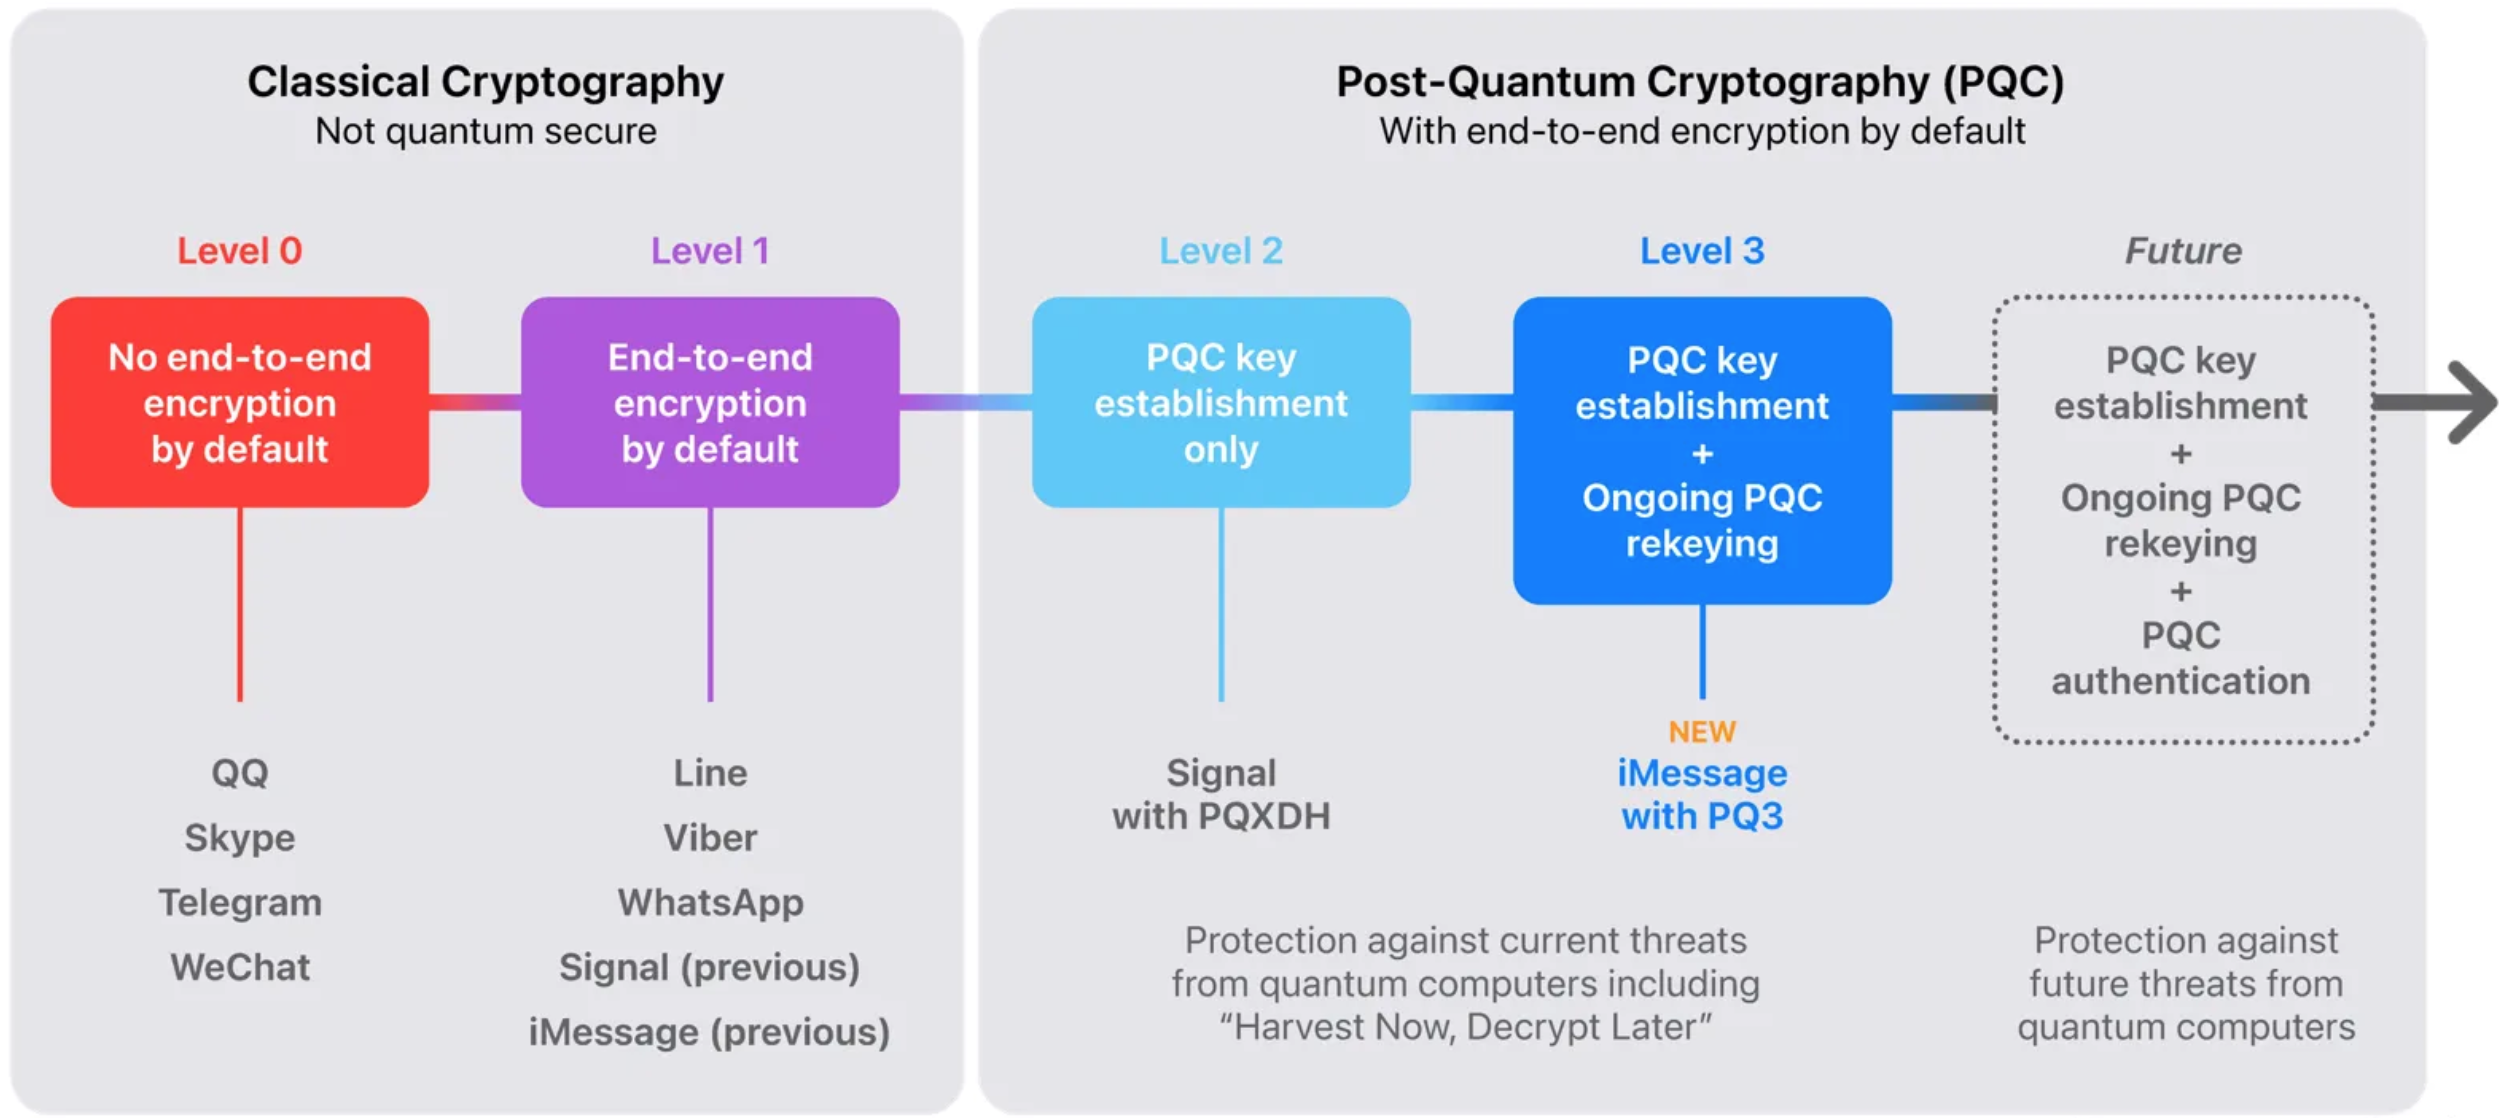 Classical Cryptography
Not quantum secure
Level 0
No end-to-end
encryption
by default
QQ
Skype
Telegram
WeChat
Level 1
End-to-end
encryption
by default
Line
Viber
WhatsApp
Signal (previous)
iMessage (previous)
Post-Quantum Cryptography (PQC)
With end-to-end encryption by default
Level 2
PQC key
establishment
only
Signal
with PQXDH
Level 3
PQC key
establishment
+
Ongoing PQC
rekeying
NEW
iMessage
with PQ3
Protection against current threats
from quantum computers including
“Harvest Now, Decrypt Later”
Future
PQC key
establishment
+
Ongoing PQC
rekeying
+
PQC
authentication
Protection against
future threats from
quantum computers